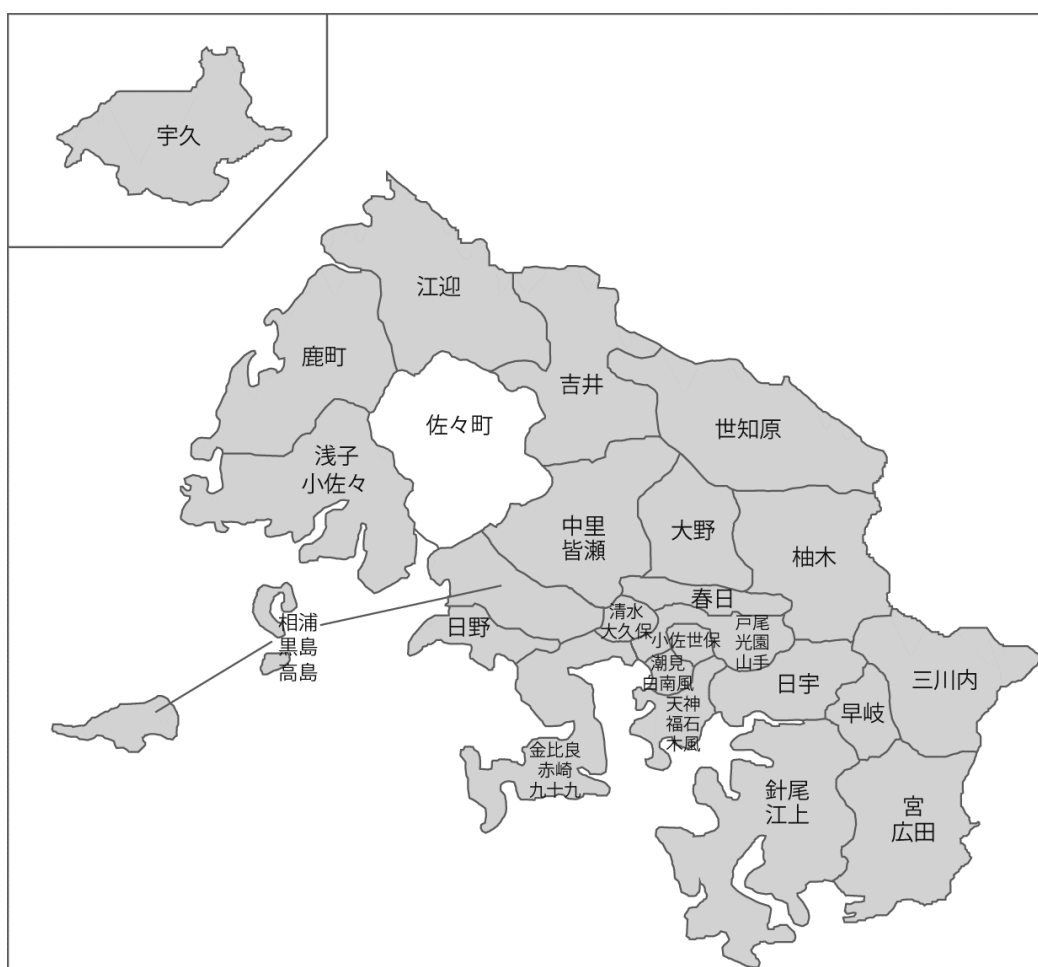 宇久
江迎
鹿町
吉井
佐々町
世知原
浅子
小佐々
中里
皆瀬
大野
柚木
春日
清水
大久保
日野
小佐世保
戸尾
光園
山手
相浦
黒島
高島
潮見
白南風
日宇
三川内
早岐
天神
福石
木風
金比良
赤崎
九十九
針尾
江上
宮
広田